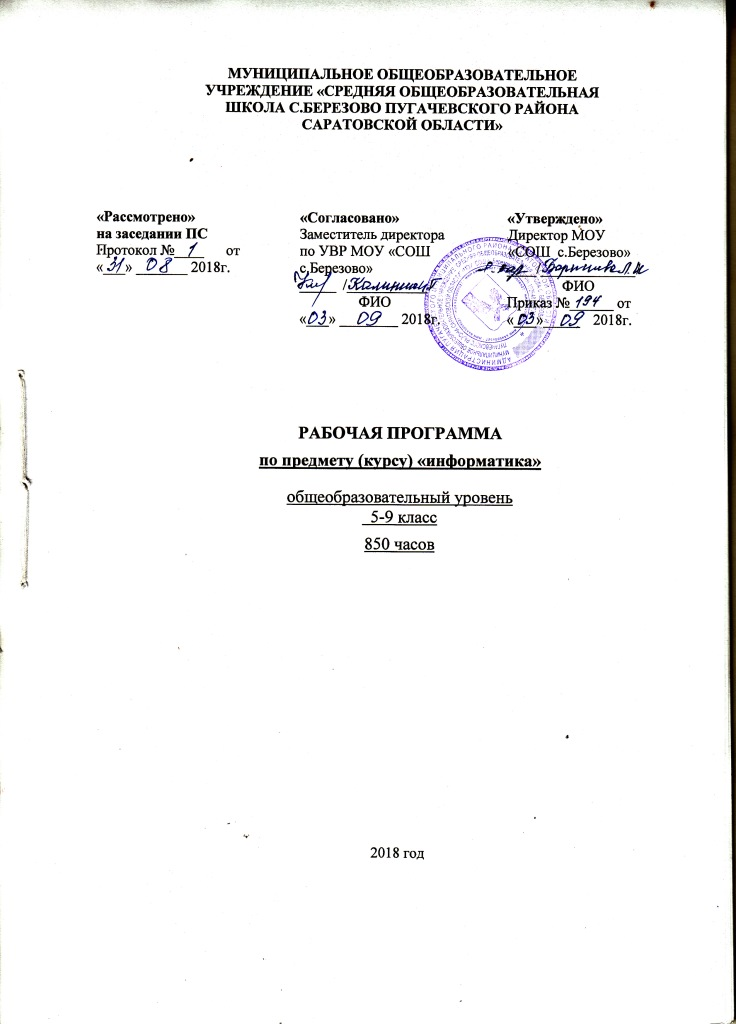 МУНИЦИПАЛЬНОЕ ОБЩЕОБРАЗОВАТЕЛЬНОЕ
УЧРЕЖДЕНИЕ «СРЕДНЯЯ ОБЩЕОБРАЗОВАТЕЛЬНАЯ
ШКОЛА С.БЕРЕЗОВО ПУГАЧЕВСКОГО РАЙОНА
САРАТОВСКОЙ ОБЛАСТИ»
«Рассмотрено»
на заседании ПС
Протокол № 1 от
«31» 08 2018г.
«Согласовано»
Заместитель директора
по УВР МОУ «СОШ
с.Березово»
/
ФИО
«03» 09 2018г.
«Утверждено»
Директор МОУ
«СОШ с.Березово»
/
ФИО
Приказ № 194 от
«03» 09 2018г.
РАБОЧАЯ ПРОГРАММА
по предмету (курсу) «информатика»
общеобразовательный уровень
5-9 класс
850 часов
2018 год